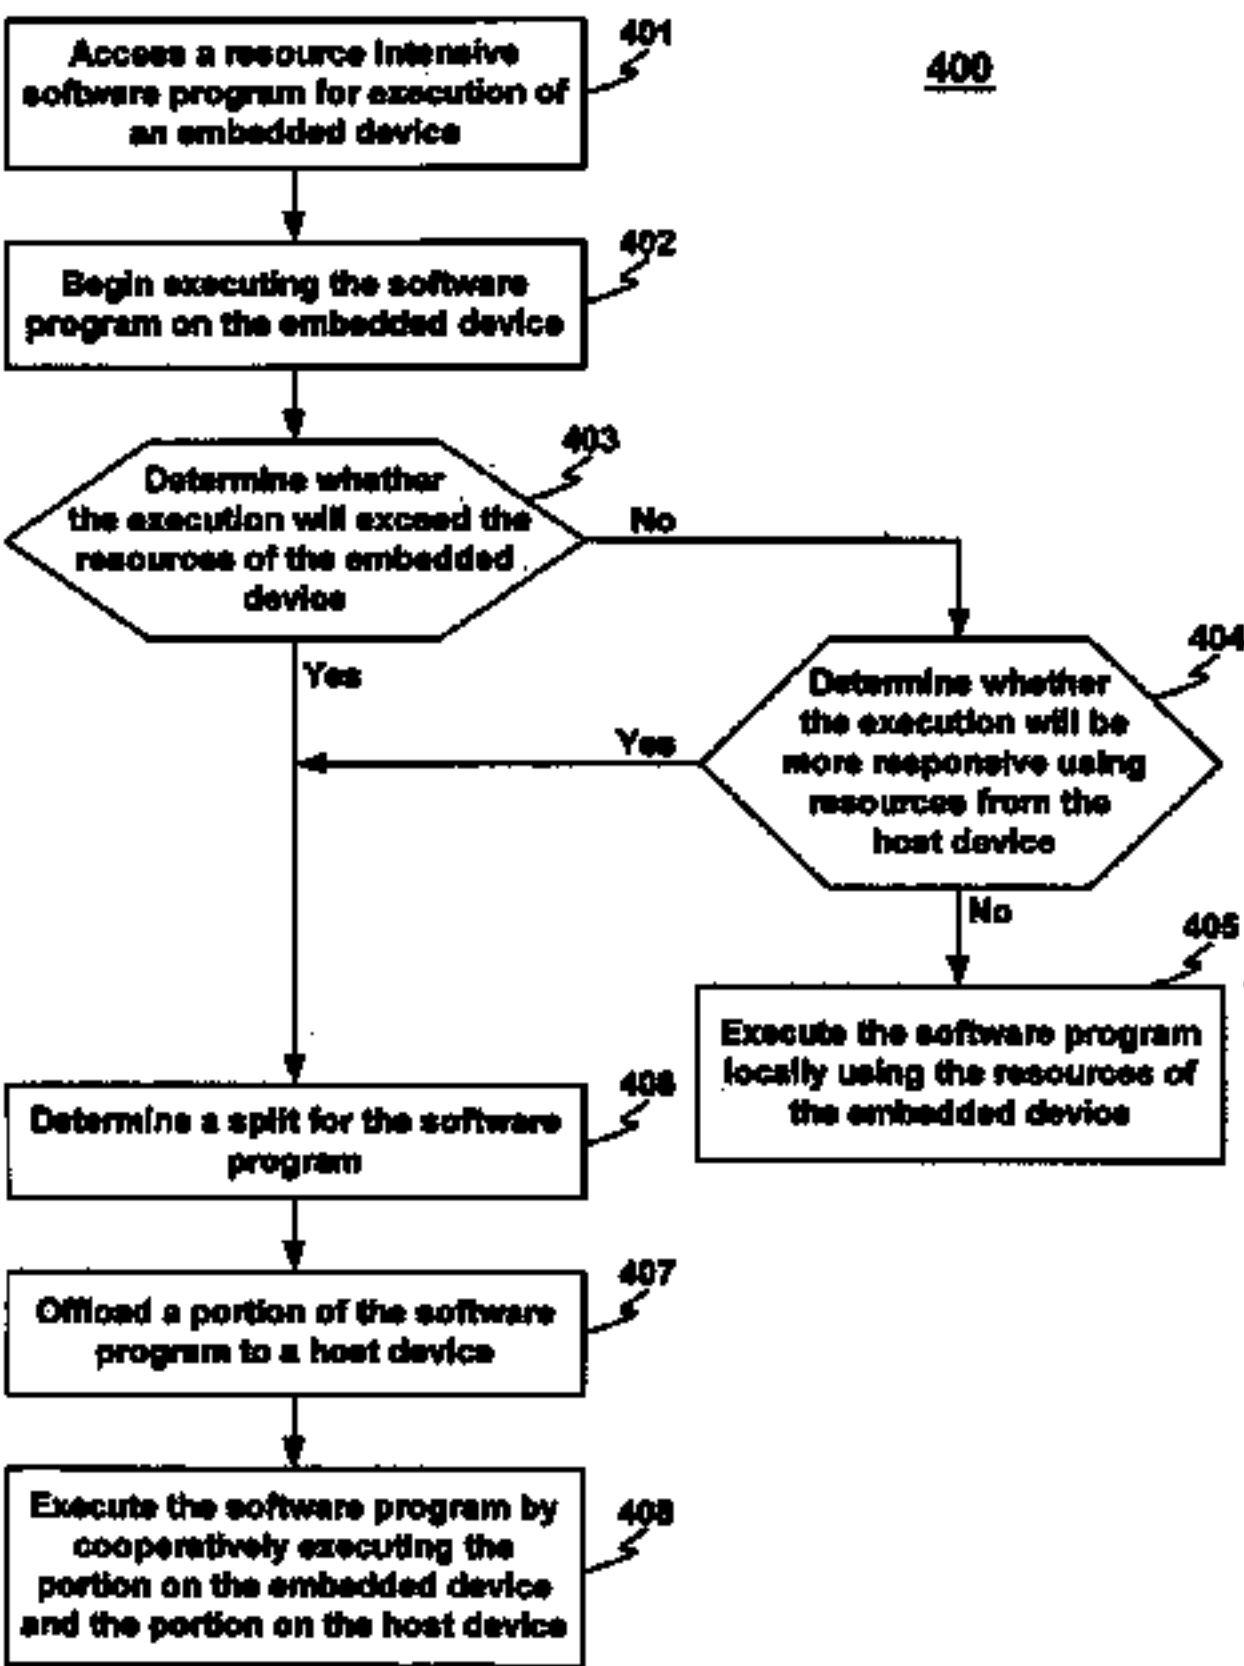 400
401
Access a resource intensive
software program for execution of
an embedded device
402
Begin executing the software
program on the embedded device
403
Determine whether
the execution will exceed the
resources of the embedded
device
No
Yes
404
Determine whether
the execution will be
more responsive using
resources from the
host device
Yes
No
405
Execute the software program
locally using the resources of
the embedded device
406
Determine a split for the software
program
407
Offload a portion of the software
program to a host device
408
Execute the software program by
cooperatively executing the
portion on the embedded device
and the portion on the host device